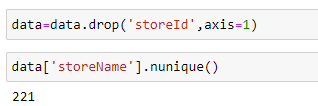 data=data.drop('storeId',axis=1)
data['storeName'].nunique()
221